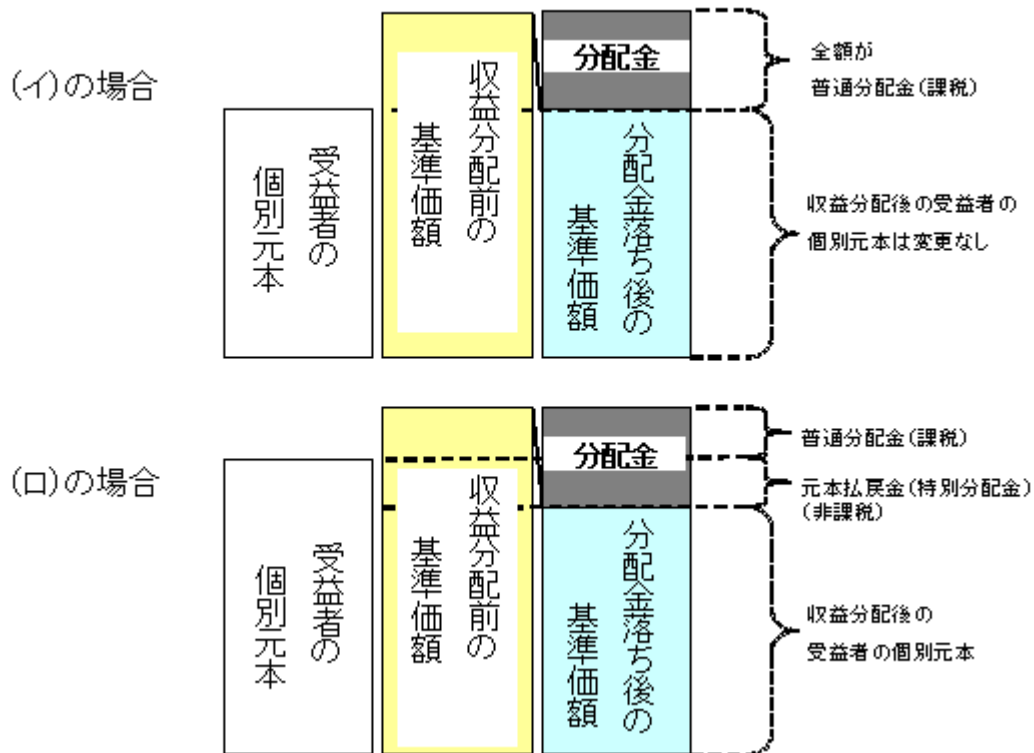 (イ)の場合
受益者の
個別元本
収益分配前の
基準価額
分配金
分配金落ち後の
基準価額
全額が
普通分配金(課税)
収益分配後の受益者の
個別元本は変更なし
(ロ)の場合
受益者の
個別元本
収益分配前の
基準価額
分配金
分配金落ち後の
基準価額
普通分配金(課税)
元本払戻金(特別分配金)
(非課税)
収益分配後の
受益者の個別元本